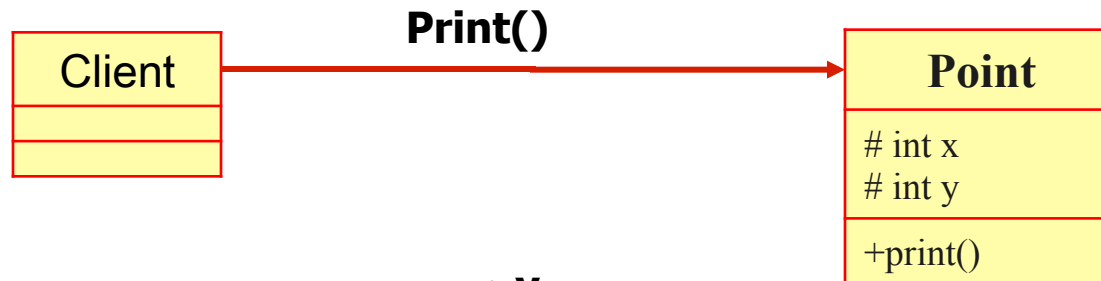 Print()
Client
Point
# int x
# int y
+print()